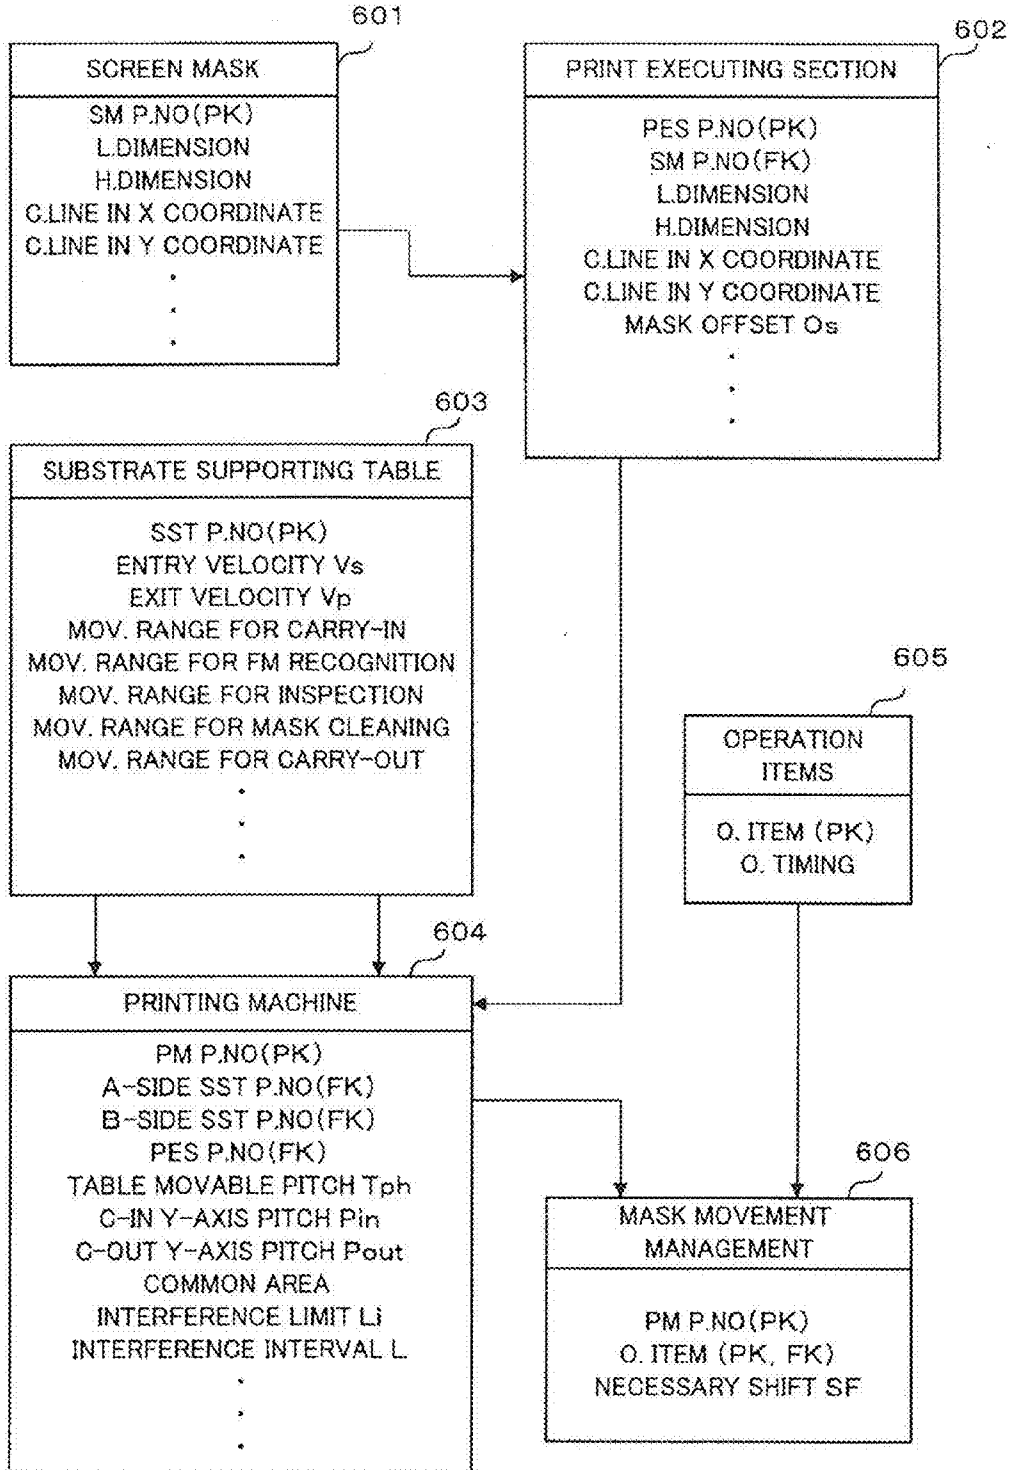 601
SCREEN MASK
SM P.NO(PK)
L.DIMENSION
H.DIMENSION
C.LINE IN X COORDINATE
C.LINE IN Y COORDINATE
602
PRINT EXECUTING SECTION
PES P.NO(PK)
SM P.NO(FK)
L.DIMENSION
H.DIMENSION
C.LINE IN X COORDINATE
C.LINE IN Y COORDINATE
MASK OFFSET Os
603
SUBSTRATE SUPPORTING TABLE
SST P.NO(PK)
ENTRY VELOCITY Vs
EXIT VELOCITY Vp
MOV. RANGE FOR CARRY-IN
MOV. RANGE FOR FM RECOGNITION
MOV. RANGE FOR INSPECTION
MOV. RANGE FOR MASK CLEANING
MOV. RANGE FOR CARRY-OUT
605
OPERATION
ITEMS
O. ITEM (PK)
O. TIMING
604
PRINTING MACHINE
PM P.NO(PK)
A-SIDE SST P.NO(FK)
B-SIDE SST P.NO(FK)
PES P.NO(FK)
TABLE MOVABLE PITCH Tph
C-IN Y-AXIS PITCH Pin
C-OUT Y-AXIS PITCH Pout
COMMON AREA
INTERFERENCE LIMIT Li
INTERFERENCE INTERVAL L
606
MASK MOVEMENT
MANAGEMENT
PM P.NO(PK)
O. ITEM (PK, FK)
NECESSARY SHIFT SF